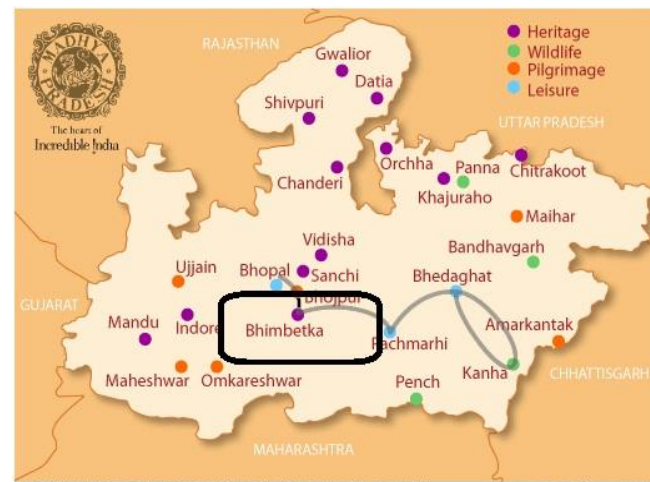 MADHYA PRADESH
The heart of
Incredible India
RAJASTHAN
Heritage
Wildlife
Pilgrimage
Leisure
UTTAR PRADESH
Gwalior
Datia
Shivpuri
Orchha
Panna
Chitrakoot
Khajuraho
Chanderi
Maihar
Vidisha
Bandhavgarh
Ujjain
Bhopal
Sanchi
Bhedaghat
Bhojpur
GUJARAT
Mandu
Indore
Bhimbetka
Pachmarhi
Amarkantak
Maheshwar
Omkareshwar
Pench
Kanha
CHHATTISGARH
MAHARASHTRA